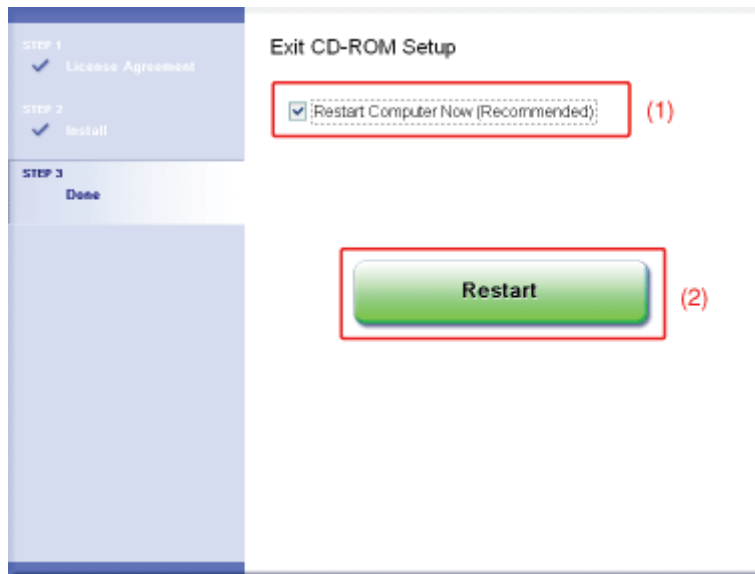 STEP 1
License Agreement
STEP 2
Install
STEP 3
Done
Exit CD-ROM Setup
Restart Computer Now (Recommended)
(1)
Restart
(2)